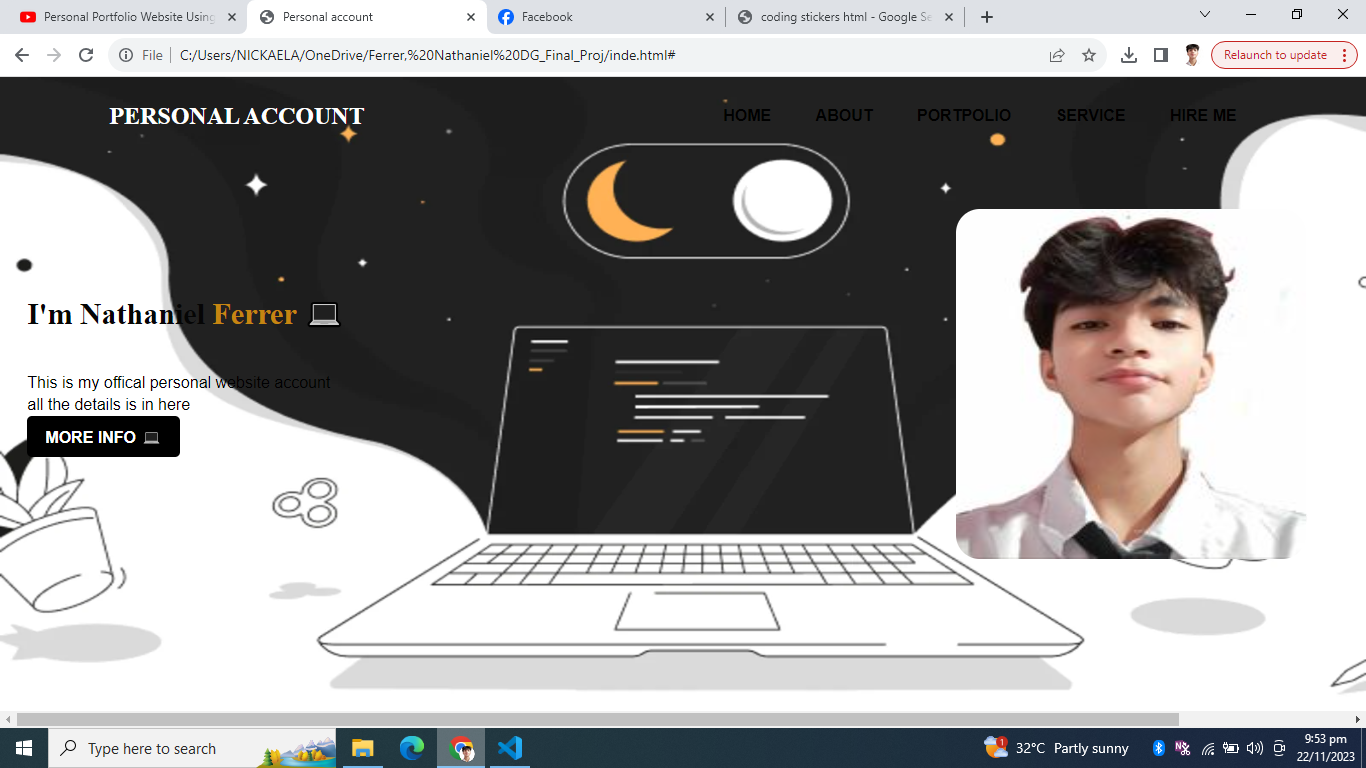 Personal Portfolio Website Using
Personal account
Facebook
coding stickers html - Google Se
File
C:/Users/NICKAELA/OneDrive/Ferrer,%20Nathaniel%20DG_Final_Proj/inde.html#
Relaunch to update
PERSONAL ACCOUNT
HOME
ABOUT
PORTPOLIO
SERVICE
HIRE ME
I'm Nathaniel Ferrer 💻
This is my offical personal website account
all the details is in here
MORE INFO 💻
Type here to search
1
32°C Partly sunny
9:53 pm
22/11/2023